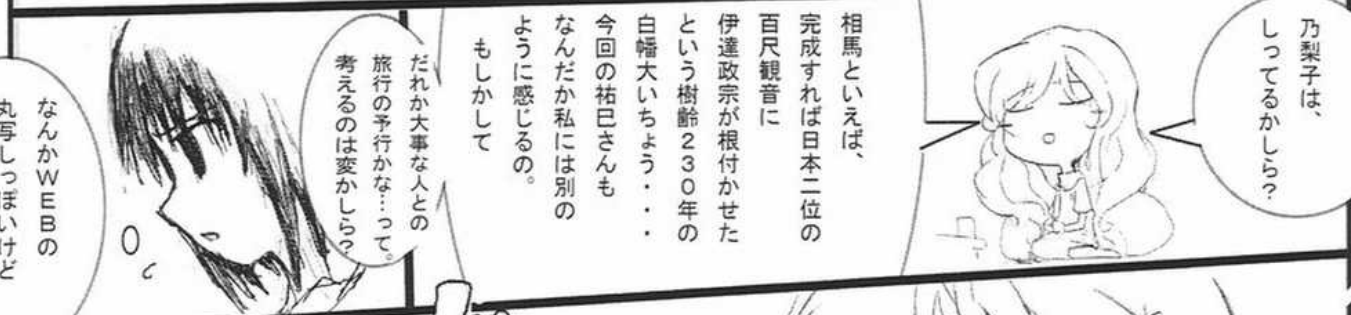 乃梨子は、
しってるかしら？
相馬といえば、
完成すれば日本二位の
百尺観音に
伊達政宗が根付かせた
という樹齢２３０年の
白幡大いちょう・・・
今回の祐巳さんも
なんだか私には別の
ように感じるの。
もしかして
だれか大事な人との
旅行の予行かな…って。
考えるのは変かしら？
なんかＷＥＢの
丸写しっぽいけど